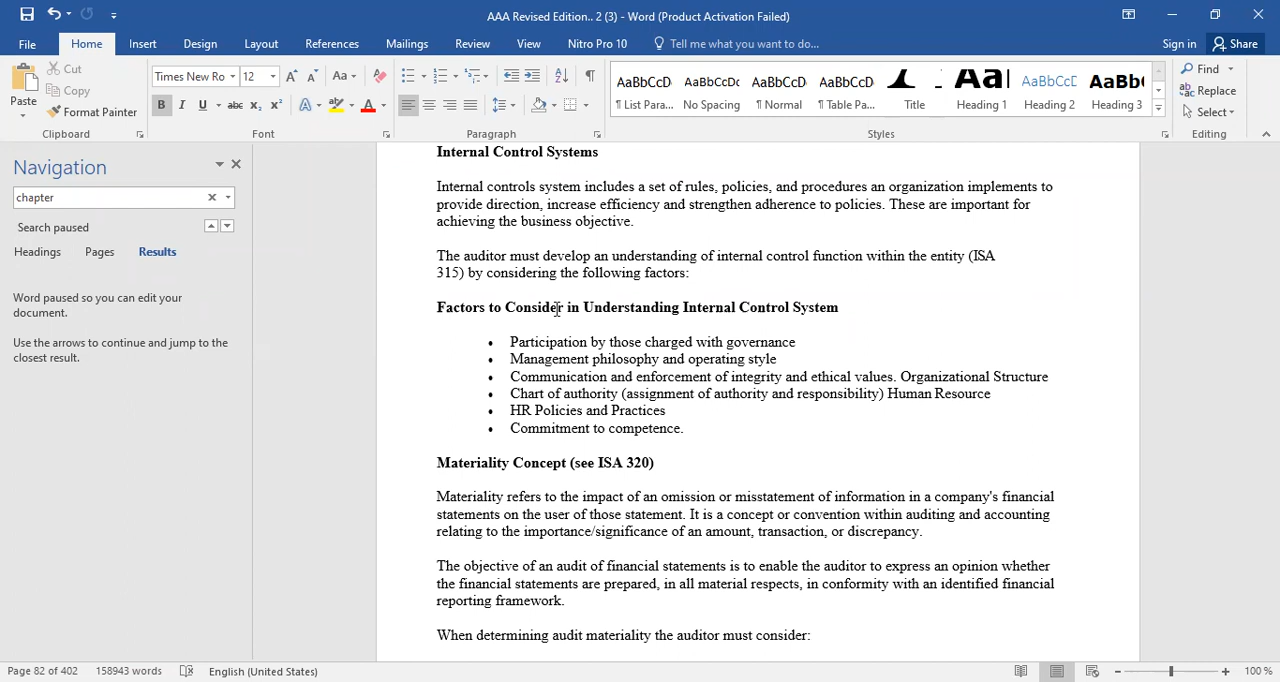 AAA Revised Edition.. 2 (3) - Word (Product Activation Failed)
File Home Insert Design Layout References Mailings Review View Nitro Pro 10 Tell me what you want to do... Sign in Share
Paste
Cut
Copy
Format Painter
Clipboard
Times New Ro 12
Font
Paragraph
AaBbCcD AaBbCcDc AaBbCcD AaBbCcD AaI AaBbCcD AaBbC
¶ List Para... No Spacing ¶ Normal ¶ Table Pa... Title Heading 1 Heading 2 Heading 3
Styles
Find
Replace
Select
Editing
Navigation
chapter
Search paused
Headings Pages Results
Word paused so you can edit your
document.
Use the arrows to continue and jump to the
closest result.
Internal Control Systems
Internal controls system includes a set of rules, policies, and procedures an organization implements to
provide direction, increase efficiency and strengthen adherence to policies. These are important for
achieving the business objective.
The auditor must develop an understanding of internal control function within the entity (ISA
315) by considering the following factors:
Factors to Consider in Understanding Internal Control System
• Participation by those charged with governance
• Management philosophy and operating style
• Communication and enforcement of integrity and ethical values. Organizational Structure
• Chart of authority (assignment of authority and responsibility) Human Resource
• HR Policies and Practices
• Commitment to competence.
Materiality Concept (see ISA 320)
Materiality refers to the impact of an omission or misstatement of information in a company's financial
statements on the user of those statement. It is a concept or convention within auditing and accounting
relating to the importance/significance of an amount, transaction, or discrepancy.
The objective of an audit of financial statements is to enable the auditor to express an opinion whether
the financial statements are prepared, in all material respects, in conformity with an identified financial
reporting framework.
When determining audit materiality the auditor must consider:
Page 82 of 402 158943 words English (United States) 100 %